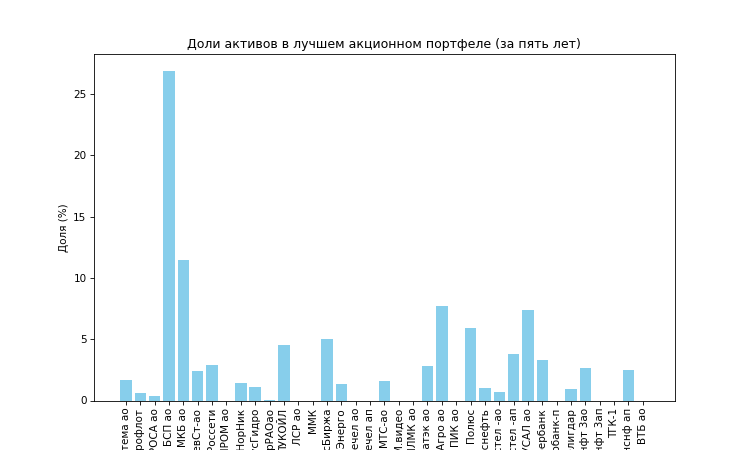 Доли активов в лучшем акционном портфеле (за пять лет)
Доля (%)
25
20
15
10
5
0
тема ао
рофлот
РОСА ао
БСП ао
МКБ ао
евСт-ао
Россети
ПРОМ ао
НорНик
сГидро
рРАОао
ЛУКОЙЛ
ЛСР ао
ММК
сБиржа
Энерго
ечел ао
ечел ап
МТС-ао
М.видео
ЛМК ао
атэк ао
Агро ао
ПИК ао
Полюс
снефть
стел -ао
стел -ап
УСАЛ ао
ербанк
рбанк-п
лигдар
нфт 3ао
нфт 3ап
ТГК-1
нснф ап
ВТБ ао